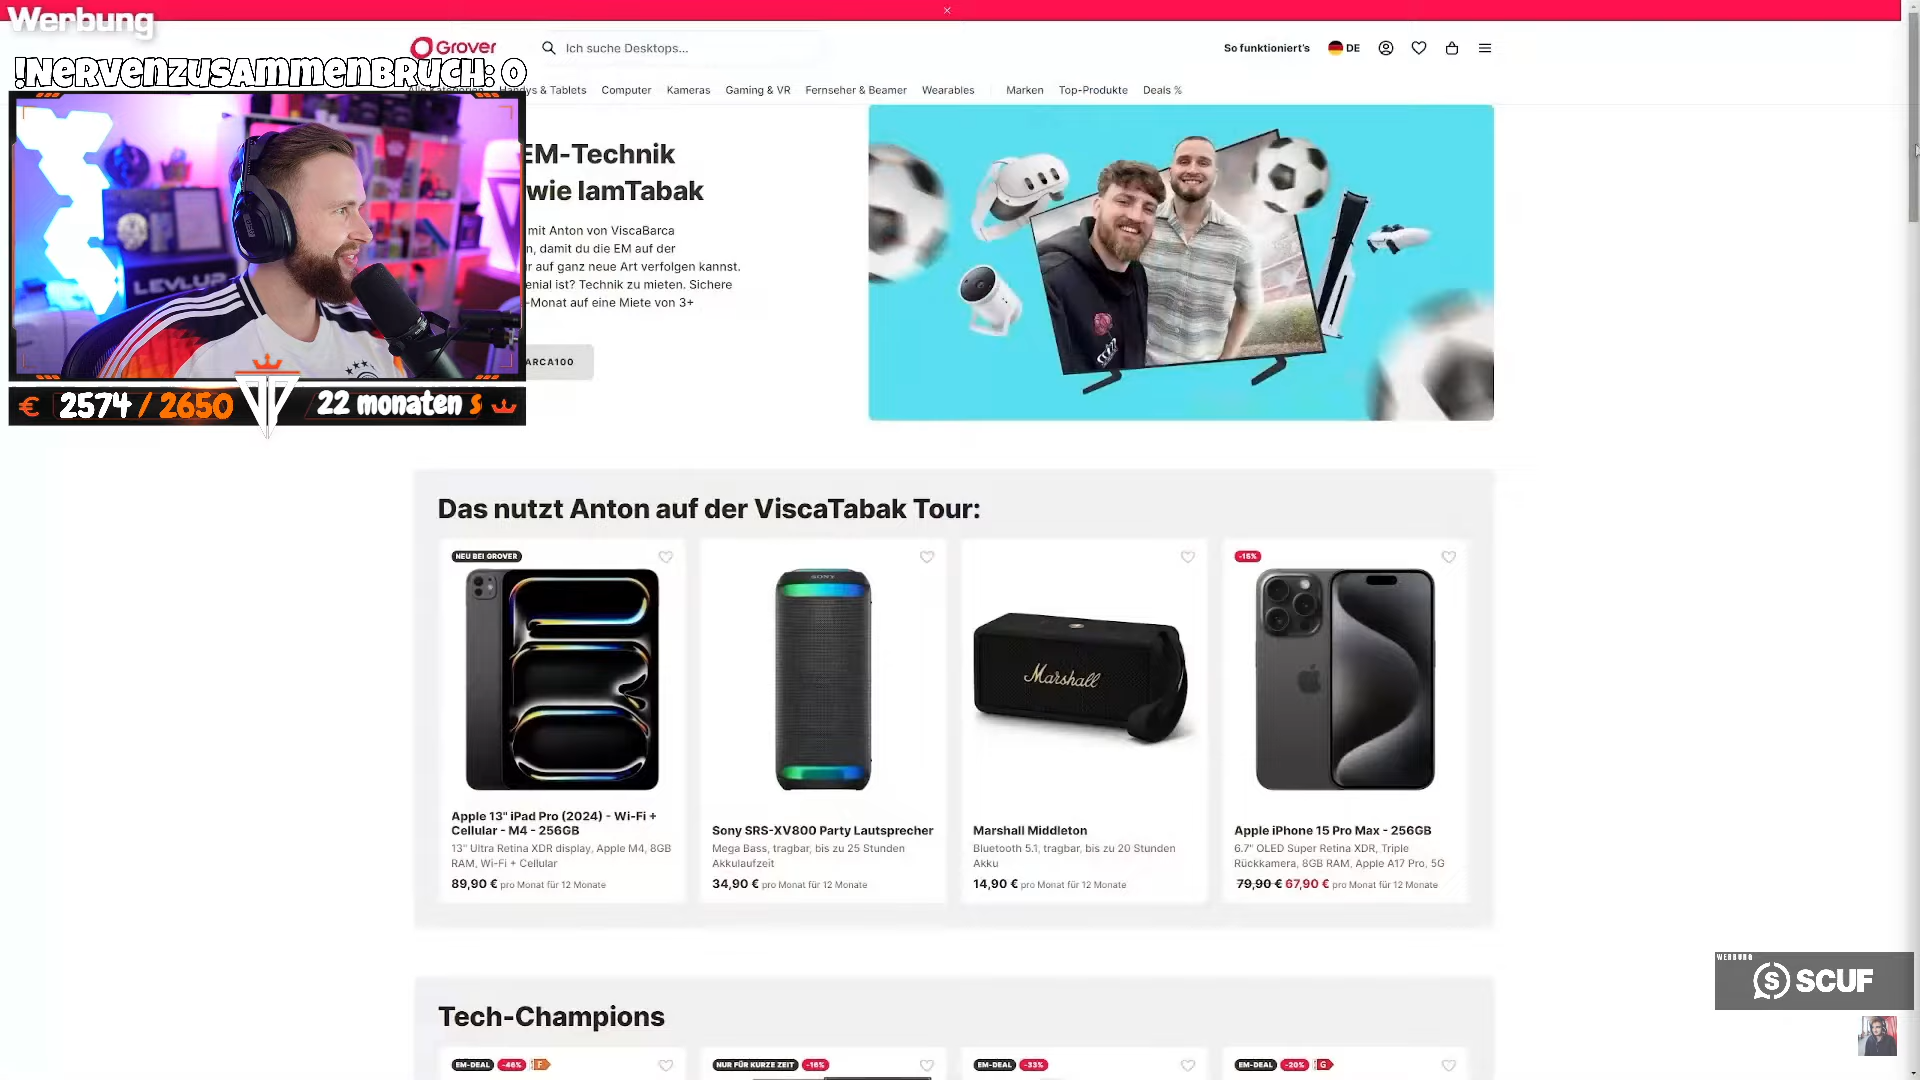 Werbung
!NERVENZUSAMMENBRUCH: 0
Grover
Ich suche Desktops...
So funktioniert's
DE
& Tablets
Computer
Kameras
Gaming & VR
Fernseher & Beamer
Wearables
Marken
Top-Produkte
Deals %
EM-Technik
wie IamTabak
mit Anton von ViscaBarca
damit du die EM auf der
auf ganz neue Art verfolgen kannst.
ist? Technik zu mieten. Sichere
-Monat auf eine Miete von 3+
ARCA100
LEVLUP
€ 2574 / 2650
22 monaten
Das nutzt Anton auf der ViscaTabak Tour:
NEU BEI GROVER
Apple 13" iPad Pro (2024) - Wi-Fi +
Cellular - M4 - 256GB
13" Ultra Retina XDR display, Apple M4, 8GB
RAM, Wi-Fi + Cellular
89,90 € pro Monat für 12 Monate
SONY
Sony SRS-XV800 Party Lautsprecher
Mega Bass, tragbar, bis zu 25 Stunden
Akkulaufzeit
34,90 € pro Monat für 12 Monate
Marshall
Marshall Middleton
Bluetooth 5.1, tragbar, bis zu 20 Stunden
Akku
14,90 € pro Monat für 12 Monate
-15%
Apple iPhone 15 Pro Max - 256GB
6.7" OLED Super Retina XDR, Triple
Rückkamera, 8GB RAM, Apple A17 Pro, 5G
79,90 € 67,90 € pro Monat für 12 Monate
WERBUNG
SCUF
Tech-Champions
EM-DEAL -46% F
NUR FÜR KURZE ZEIT -16%
EM-DEAL -33%
EM-DEAL -20% G